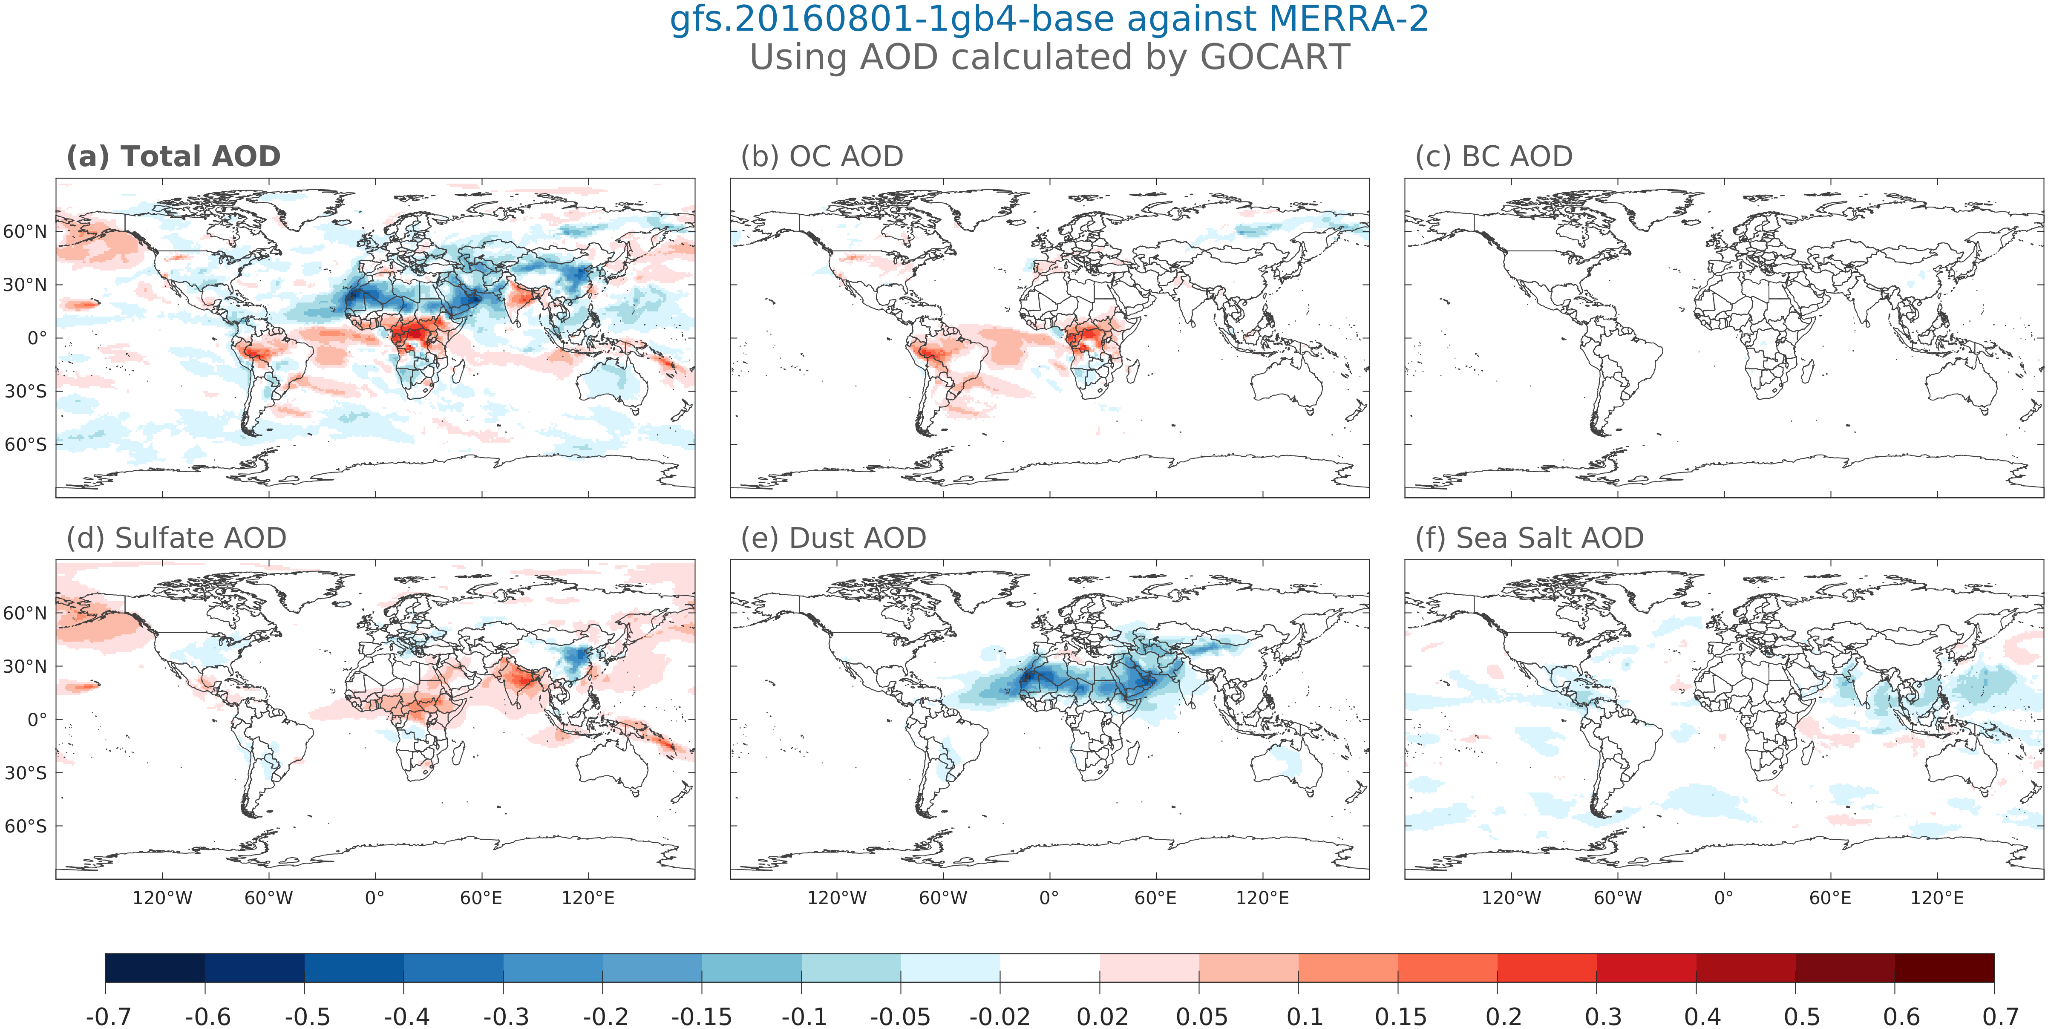 gfs.20160801-1gb4-base against MERRA-2
Using AOD calculated by GOCART
(a) Total AOD
(b) OC AOD
(c) BC AOD
60°N
30°N
0°
30°S
60°S
(d) Sulfate AOD
(e) Dust AOD
(f) Sea Salt AOD
60°N
30°N
0°
30°S
60°S
120°W 60°W 0° 60°E 120°E
120°W 60°W 0° 60°E 120°E
120°W 60°W 0° 60°E 120°E
-0.7 -0.6 -0.5 -0.4 -0.3 -0.2 -0.15 -0.1 -0.05 -0.02 0.02 0.05 0.1 0.15 0.2 0.3 0.4 0.5 0.6 0.7